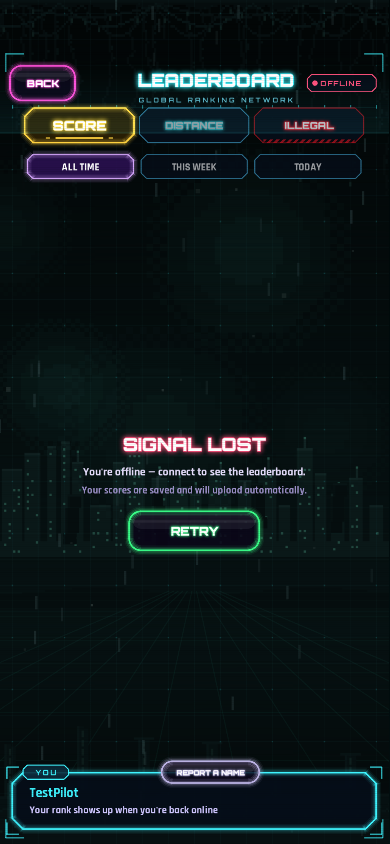 BACK
LEADERBOARD
GLOBAL RANKING NETWORK
OFFLINE
SCORE
DISTANCE
ILLEGAL
ALL TIME
THIS WEEK
TODAY
SIGNAL LOST
You're offline — connect to see the leaderboard.
Your scores are saved and will upload automatically.
RETRY
YOU
REPORT A NAME
TestPilot
Your rank shows up when you're back online